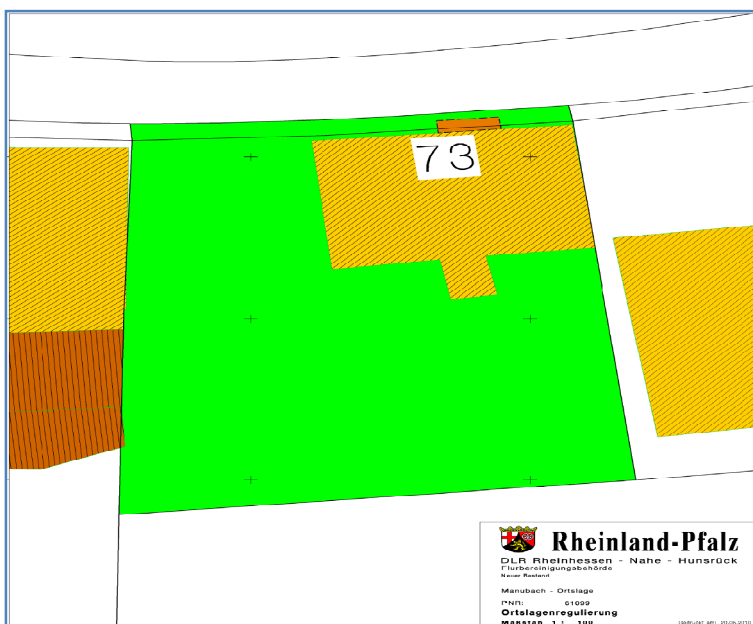 73
Rheinland-Pfalz
DLR Rheinhessen - Nahe - Hunsrück
Flurbereinigungsbehörde
Neuer Bestand
Manubach - Ortslage
PNR: 61099
Ortslagenregulierung